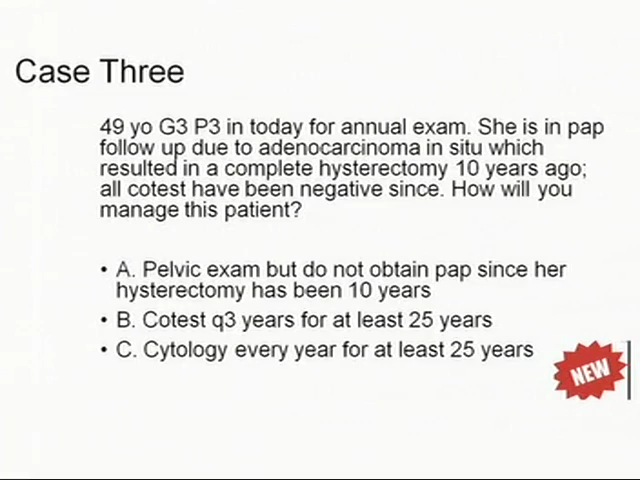 Case Three
49 yo G3 P3 in today for annual exam. She is in pap
follow up due to adenocarcinoma in situ which
resulted in a complete hysterectomy 10 years ago;
all cotest have been negative since. How will you
manage this patient?
• A. Pelvic exam but do not obtain pap since her
hysterectomy has been 10 years
• B. Cotest q3 years for at least 25 years
• C. Cytology every year for at least 25 years
NEW